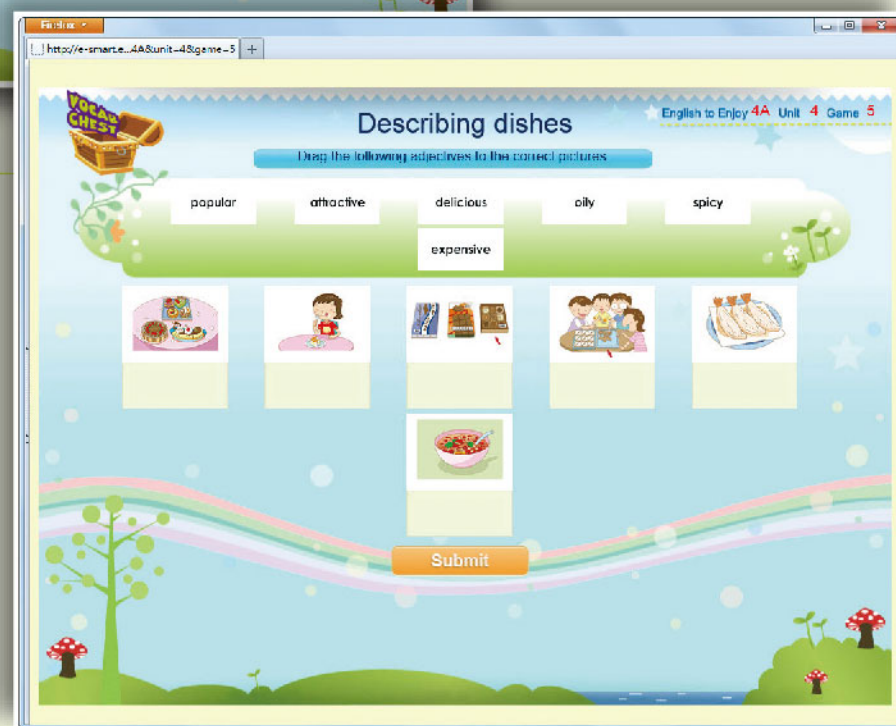 Firefox
http://e-smart.e...4A&unit=4&game=5
VOCAB
CHEST
Describing dishes
English to Enjoy 4A Unit 4 Game 5
Drag the following adjectives to the correct pictures
popular attractive delicious oily spicy
expensive
Submit